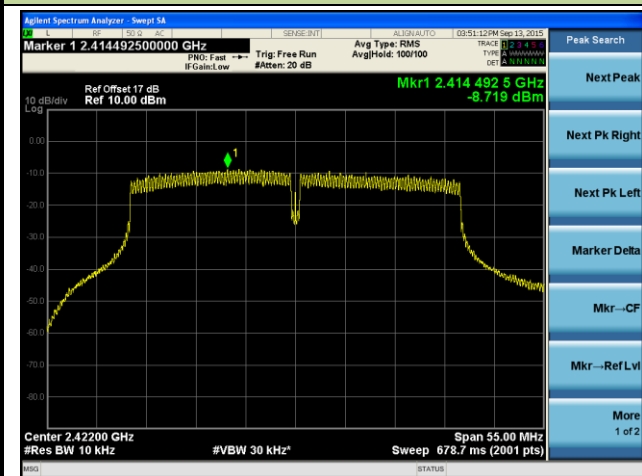 Agilent Spectrum Analyzer - Swept SA
L RF 50 Ω AC SENSE:INT ALIGN AUTO 03:51:12 PM Sep 13, 2015
Marker 1 2.414492500000 GHz
PNO: Fast
IFGain:Low
Trig: Free Run
#Atten: 20 dB
Avg Type: RMS
Avg|Hold: 100/100
TRACE 1 2 3 4 5 6
TYPE A WWWWW
DET A N N N N N
Peak Search
Ref Offset 17 dB
Ref 10.00 dBm
10 dB/div
Log
Mkr1 2.414 492 5 GHz
-8.719 dBm
1
0.00
-10.0
-20.0
-30.0
-40.0
-50.0
-60.0
-70.0
-80.0
Next Peak
Next Pk Right
Next Pk Left
Marker Delta
Mkr→CF
Mkr→Ref Lvl
More
1 of 2
Center 2.42200 GHz
Span 55.00 MHz
#Res BW 10 kHz
#VBW 30 kHz*
Sweep 678.7 ms (2001 pts)
MSG
STATUS